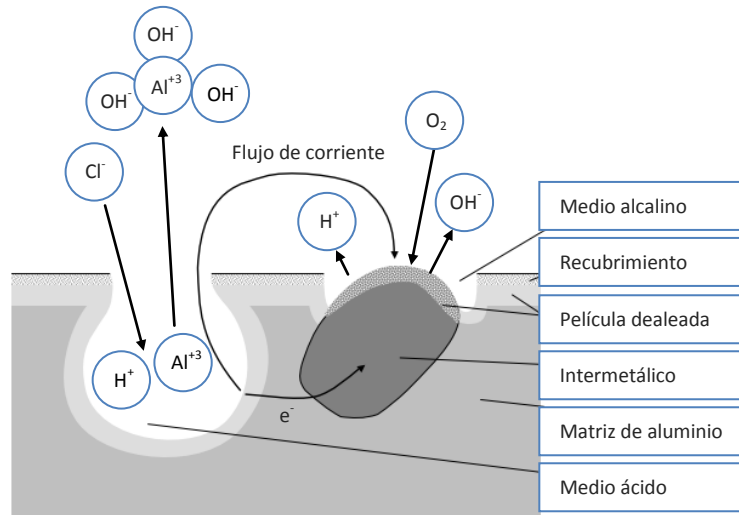 OH⁻
Al⁺³
OH⁻
OH⁻
O₂
Cl⁻
Flujo de corriente
H⁺
OH⁻
H⁺
Al⁺³
e⁻
Medio alcalino
Recubrimiento
Película dealeada
Intermetálico
Matriz de aluminio
Medio ácido